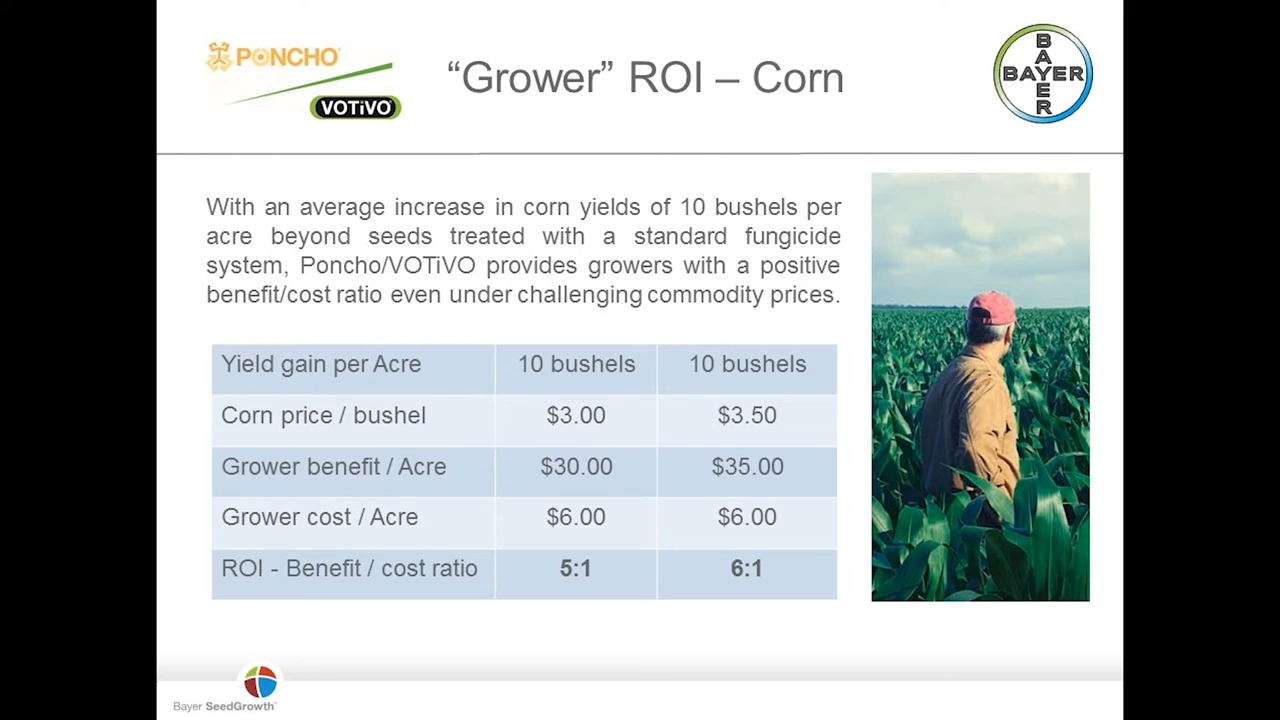 PONCHO®
VOTiVO®
“Grower” ROI – Corn
BAYER
BAYER
With an average increase in corn yields of 10 bushels per
acre beyond seeds treated with a standard fungicide
system, Poncho/VOTiVO provides growers with a positive
benefit/cost ratio even under challenging commodity prices.
Yield gain per Acre 10 bushels 10 bushels
Corn price / bushel $3.00 $3.50
Grower benefit / Acre $30.00 $35.00
Grower cost / Acre $6.00 $6.00
ROI - Benefit / cost ratio 5:1 6:1
Bayer SeedGrowth™